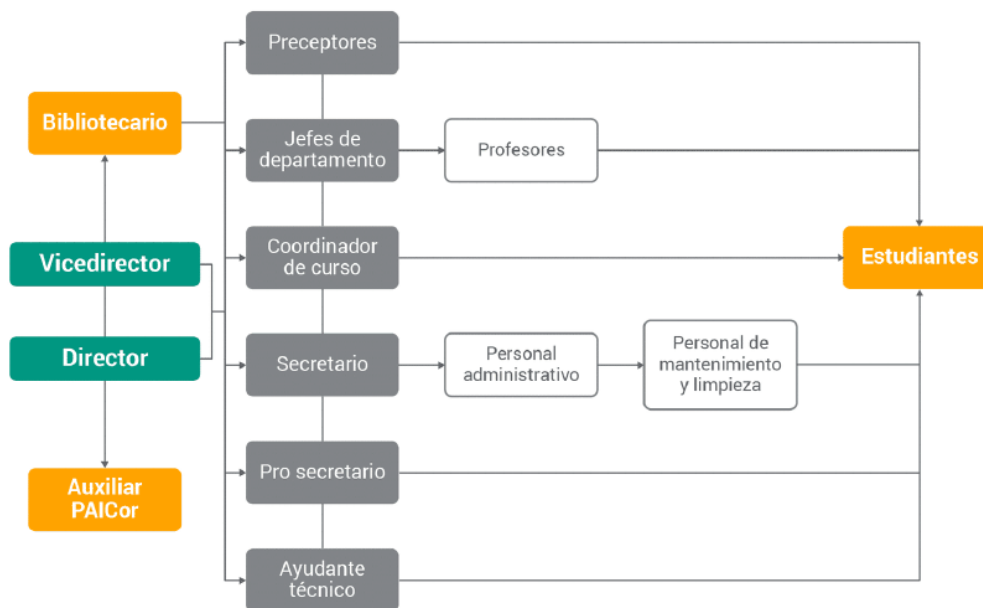 Preceptores
Bibliotecario
Jefes de
departamento
Profesores
Vicedirector
Coordinador
de curso
Estudiantes
Director
Secretario
Personal
administrativo
Personal de
mantenimiento
y limpieza
Auxiliar
PAICor
Pro secretario
Ayudante
técnico